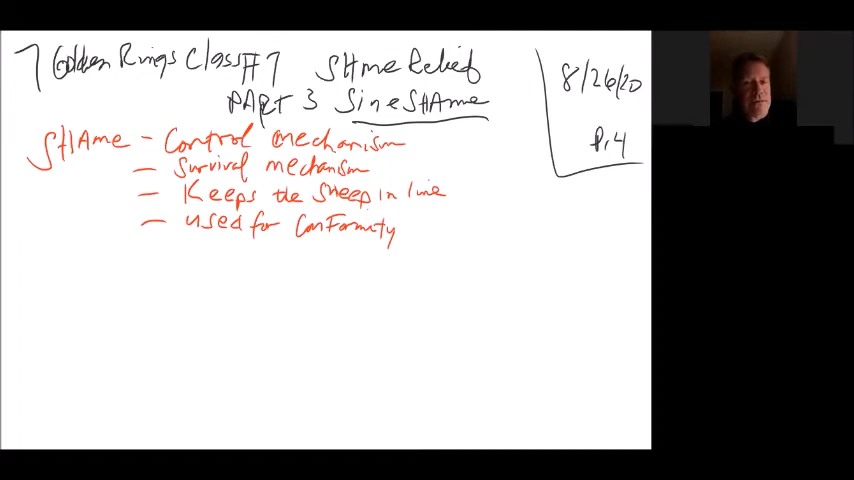 7 Golden Rings Class #7 SHme Relief
PART 3 Sine SHAme
8/26/20
P.4
SHAme - Control mechanism
- Survival mechanism
- Keeps the Sheep in line
- used for Conformity